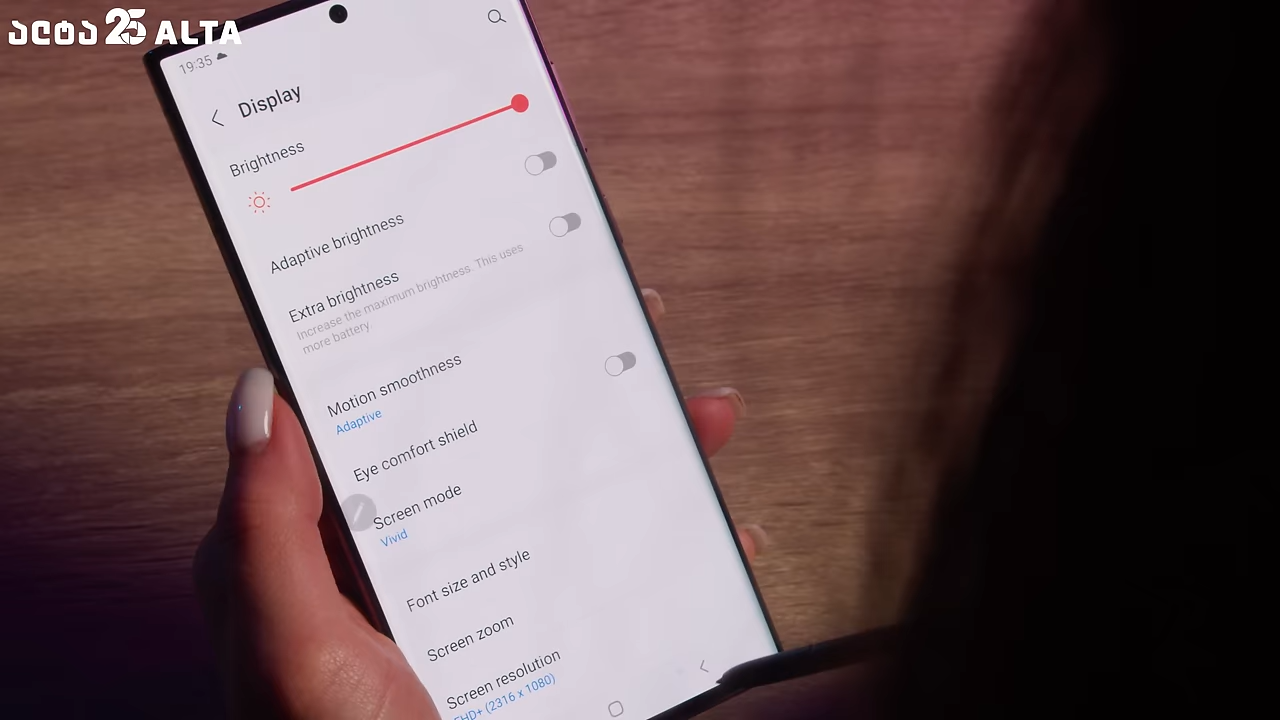 ალტა 25 ALTA
19:35
Display
Brightness
Adaptive brightness
Extra brightness
Increase the maximum brightness. This uses
more battery.
Motion smoothness
Adaptive
Eye comfort shield
Screen mode
Vivid
Font size and style
Screen zoom
Screen resolution
FHD+ (2316 x 1080)